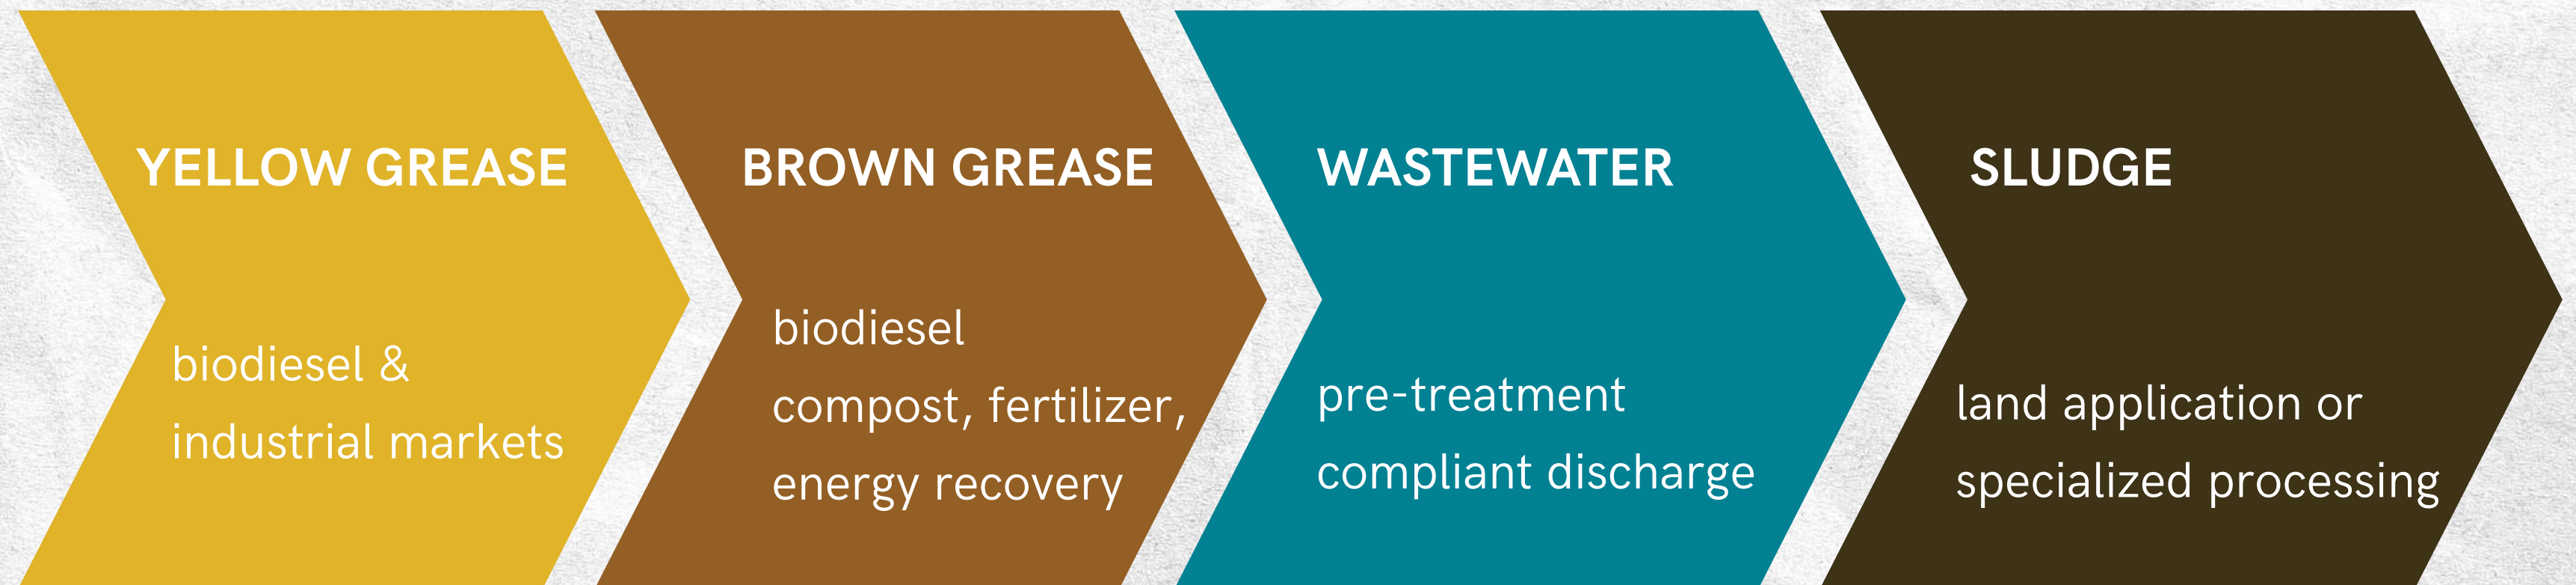 YELLOW GREASE
biodiesel &
industrial markets
BROWN GREASE
biodiesel
compost, fertilizer,
energy recovery
WASTEWATER
pre-treatment
compliant discharge
SLUDGE
land application or
specialized processing